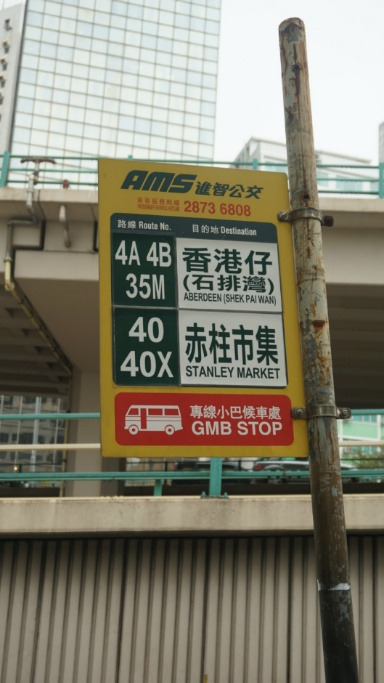 AMS 進智公交
2873 6808
路線 Route No.
目的地 Destination
4A 4B
35M
香港仔
(石排灣)
ABERDEEN (SHEK PAI WAN)
40
40X
赤柱市集
STANLEY MARKET
專線小巴候車處
GMB STOP